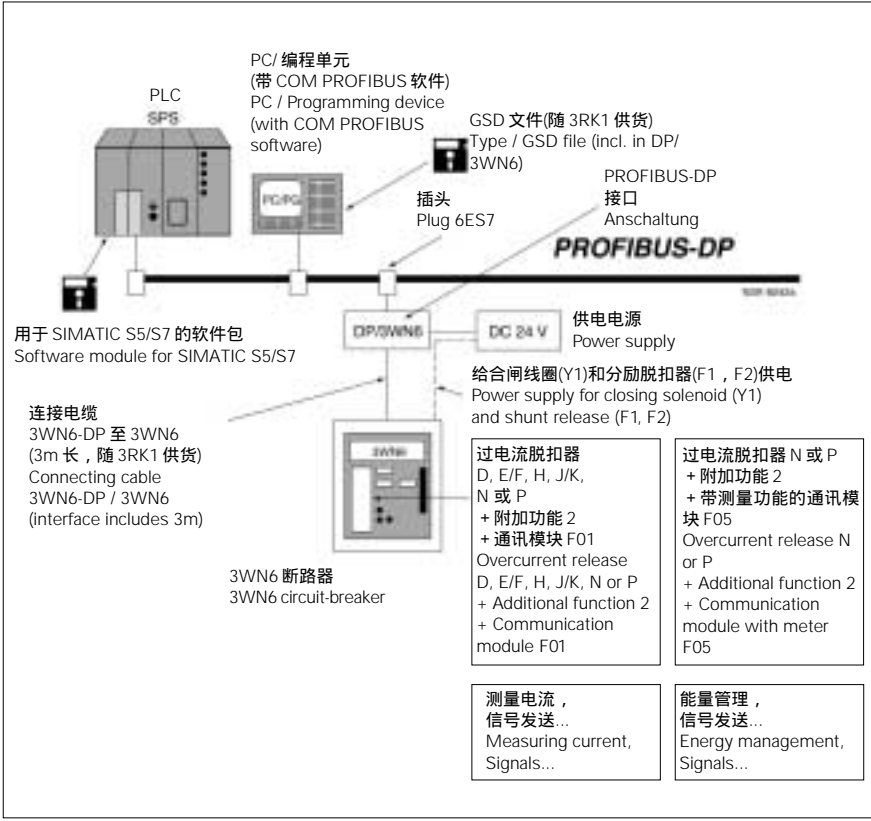 PC/ 编程单元
(带 COM PROFIBUS 软件)
PC / Programming device
(with COM PROFIBUS
software)
PLC
SPS
GSD 文件(随 3RK1 供货)
Type / GSD file (incl. in DP/
3WN6)
PROFIBUS-DP
接口
Anschaltung
插头
Plug 6ES7
PC/PG
PROFIBUS-DP
用于 SIMATIC S5/S7 的软件包
Software module for SIMATIC S5/S7
DP/3WN6
DC 24 V
供电电源
Power supply
给合闸线圈(Y1)和分励脱扣器(F1，F2)供电
Power supply for closing solenoid (Y1)
and shunt release (F1, F2)
连接电缆
3WN6-DP 至 3WN6
(3m 长，随 3RK1 供货)
Connecting cable
3WN6-DP / 3WN6
(interface includes 3m)
3WN6
3WN6 断路器
3WN6 circuit-breaker
过电流脱扣器
D, E/F, H, J/K,
N 或 P
+ 附加功能 2
+ 通讯模块 F01
Overcurrent release
D, E/F, H, J/K, N or P
+ Additional function 2
+ Communication
module F01
过电流脱扣器 N 或 P
+ 附加功能 2
+ 带测量功能的通讯模
块 F05
Overcurrent release N
or P
+ Additional function 2
+ Communication
module with meter
F05
测量电流，
信号发送...
Measuring current,
Signals...
能量管理，
信号发送...
Energy management,
Signals...